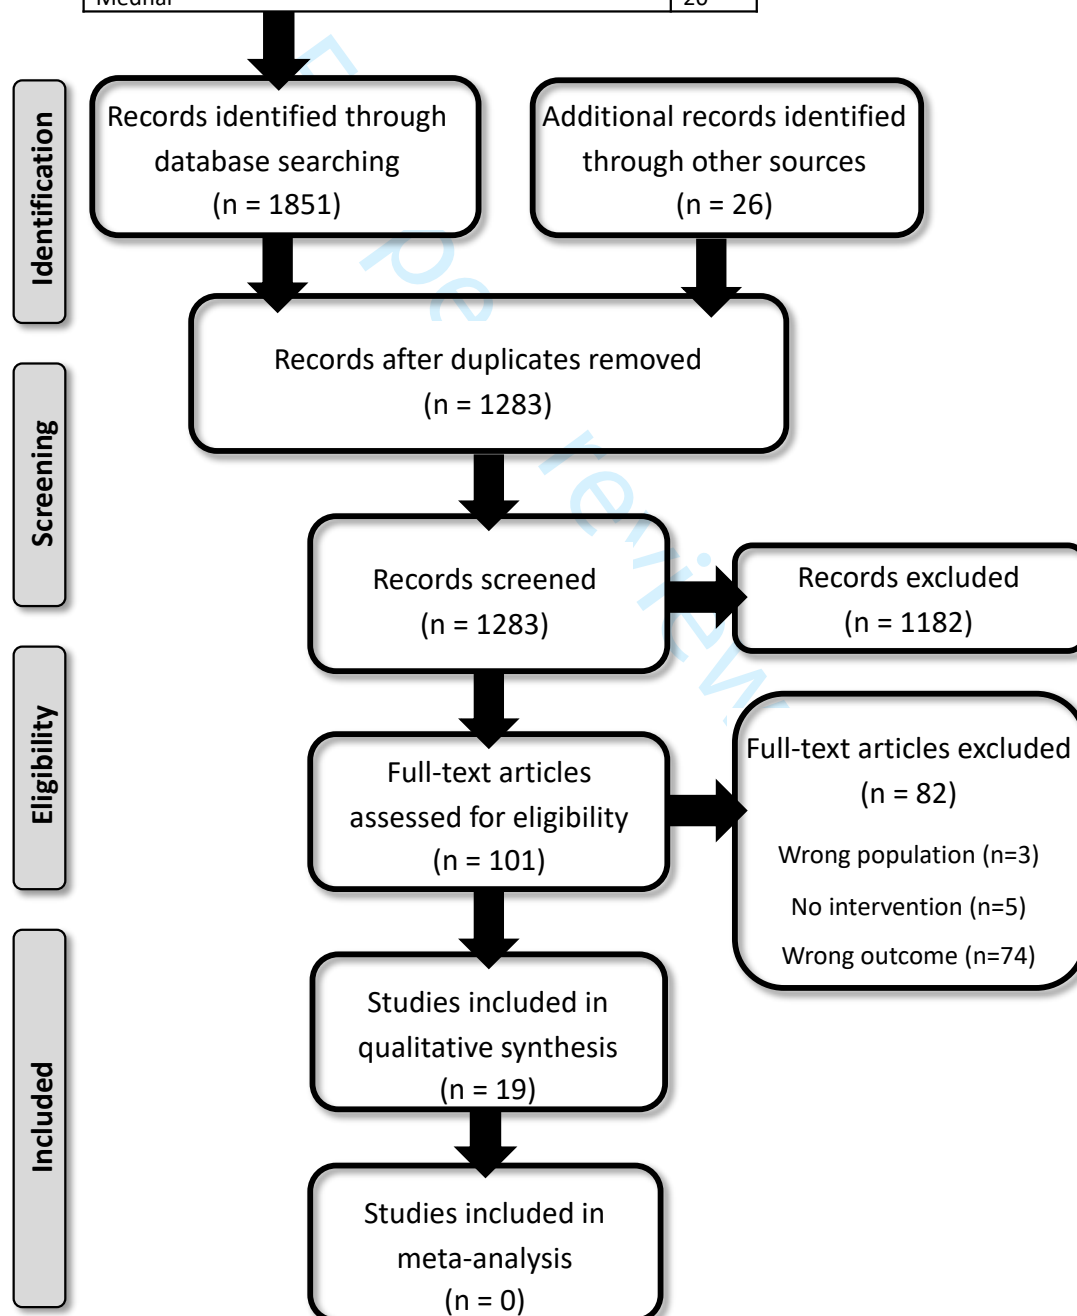 Identification
Records identified through
database searching
(n = 1851)
Additional records identified
through other sources
(n = 26)
Records after duplicates removed
(n = 1283)
Screening
Records screened
(n = 1283)
Records excluded
(n = 1182)
Eligibility
Full-text articles
assessed for eligibility
(n = 101)
Full-text articles excluded
(n = 82)
Wrong population (n=3)
No intervention (n=5)
Wrong outcome (n=74)
Included
Studies included in
qualitative synthesis
(n = 19)
Studies included in
meta-analysis
(n = 0)
review